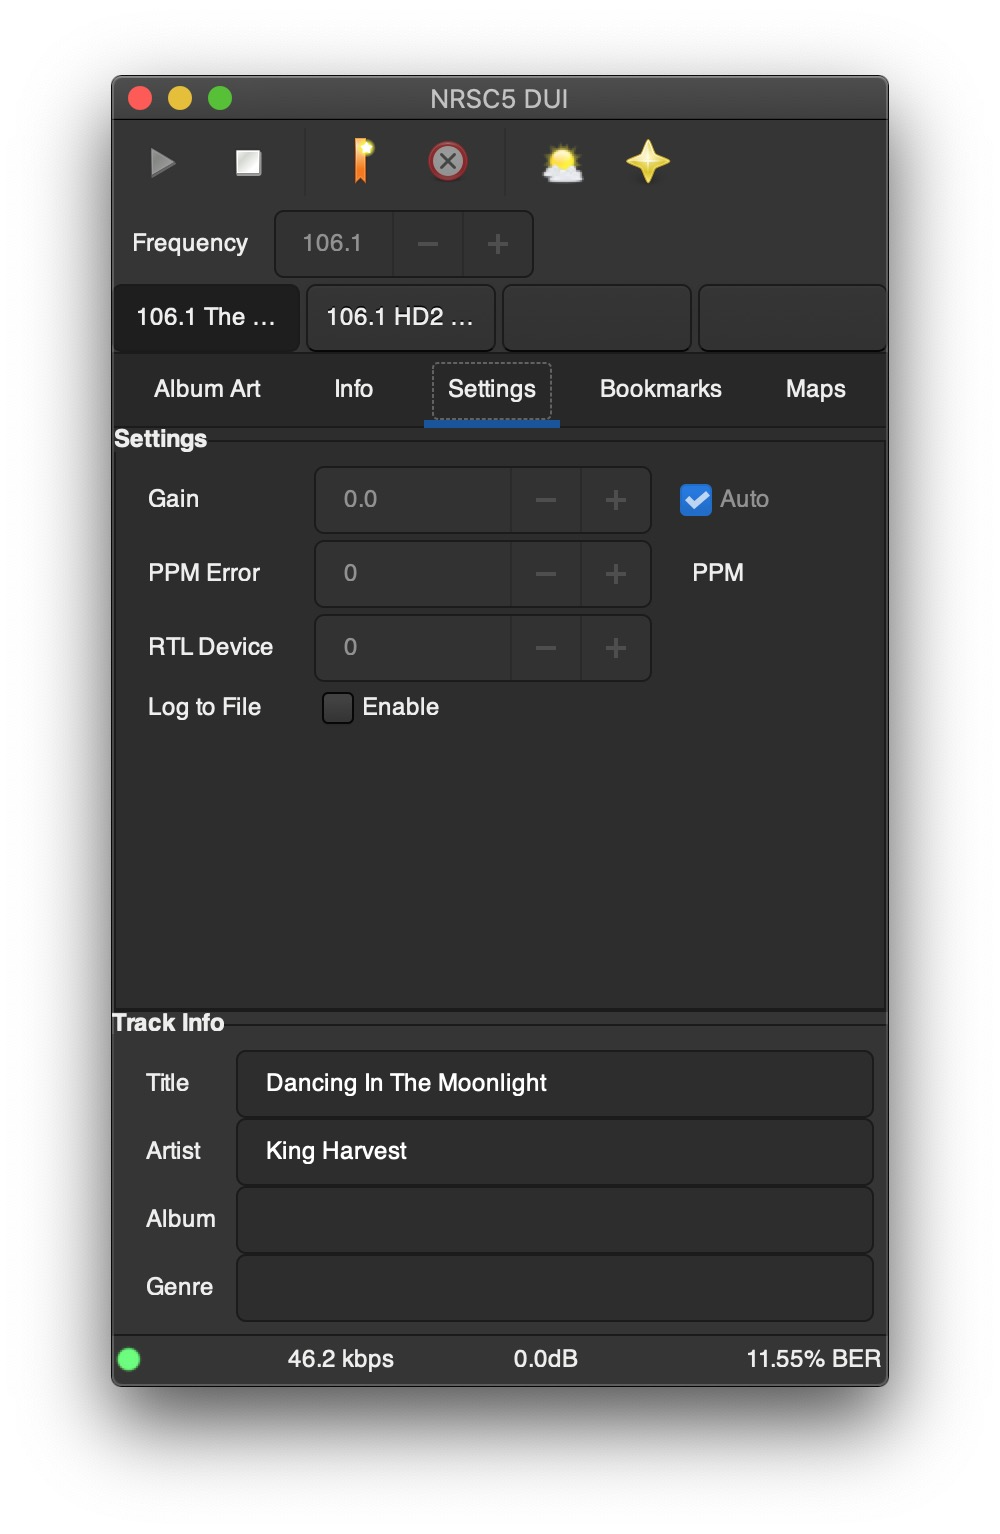 NRSC5 DUI
Frequency 106.1
106.1 The ... 106.1 HD2 ...
Album Art Info Settings Bookmarks Maps
Settings
Gain 0.0 Auto
PPM Error 0 PPM
RTL Device 0
Log to File Enable
Track Info
Title Dancing In The Moonlight
Artist King Harvest
Album
Genre
46.2 kbps 0.0dB 11.55% BER